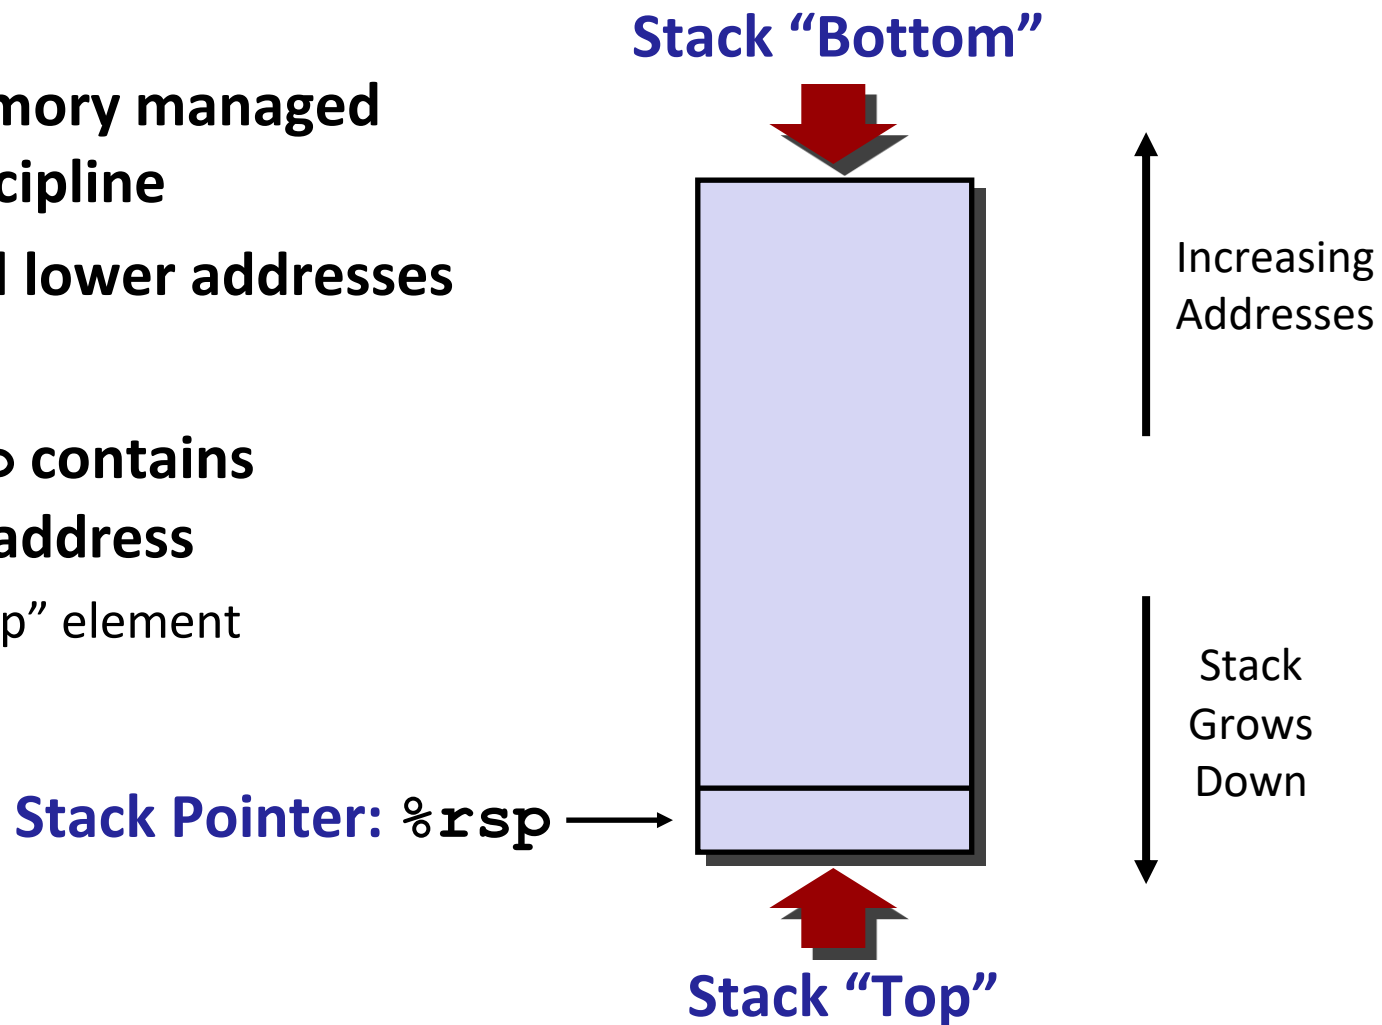 Stack “Bottom”
mory managed
cipline
lower addresses
contains
address
p” element
Increasing
Addresses
Stack
Grows
Down
Stack Pointer: %rsp
Stack “Top”